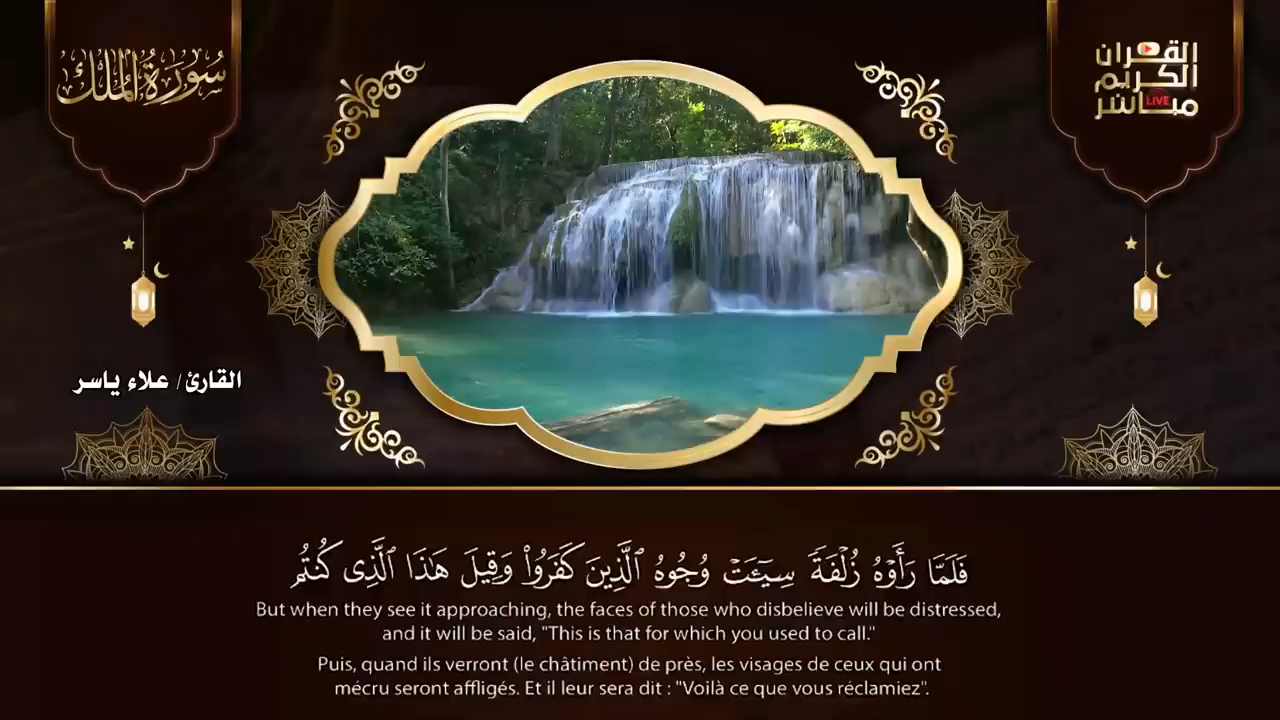 سُورَةُ المُلْك
القرآن
الكريم
مباشر
LIVE
القارئ/ علاء ياسر
فَلَمَّا رَأَوْهُ زُلْفَةً سِيٓـَٔتْ وُجُوهُ ٱلَّذِينَ كَفَرُوا۟ وَقِيلَ هَٰذَا ٱلَّذِى كُنتُم
But when they see it approaching, the faces of those who disbelieve will be distressed,
and it will be said, "This is that for which you used to call."
Puis, quand ils verront (le châtiment) de près, les visages de ceux qui ont
mécru seront affligés. Et il leur sera dit : "Voilà ce que vous réclamiez".